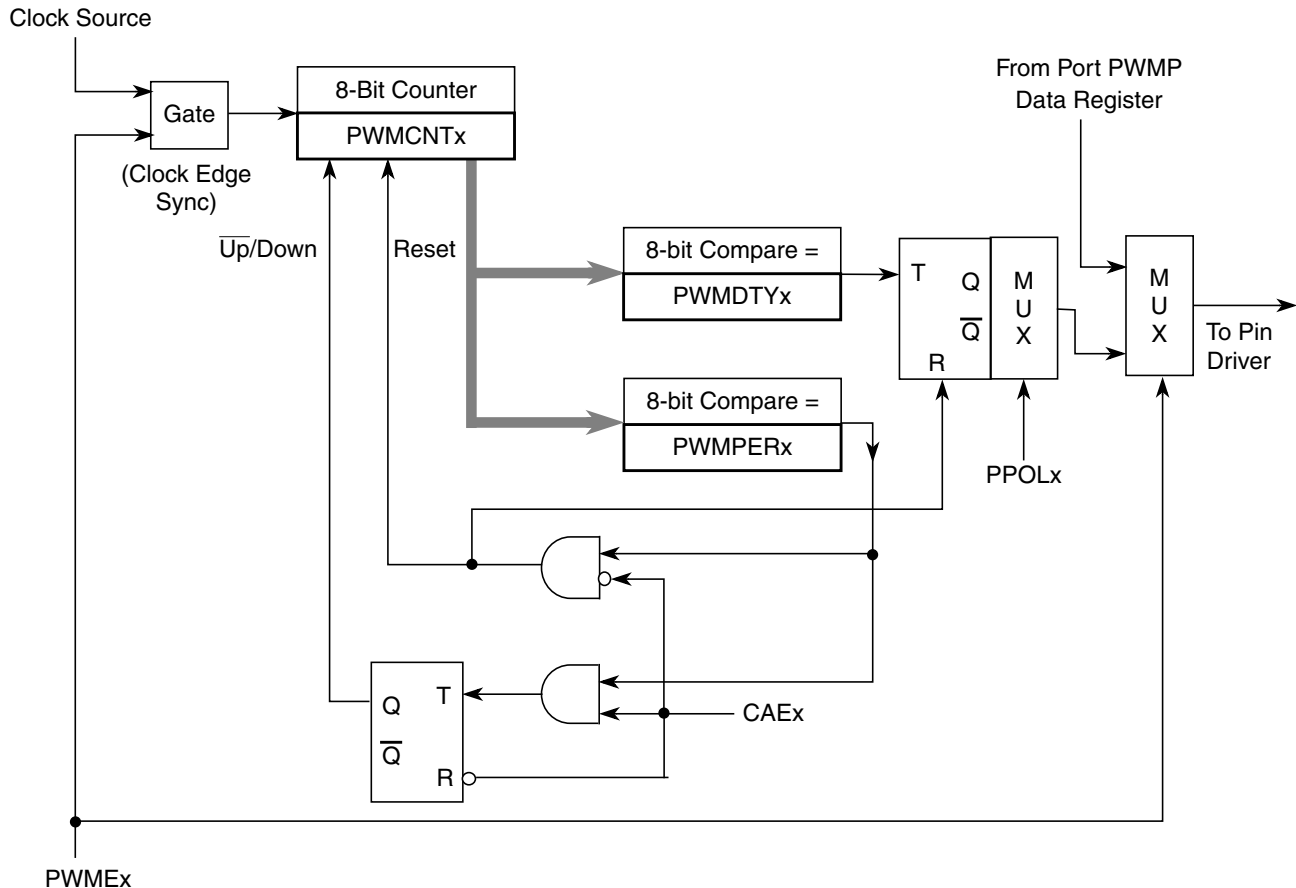 Clock Source
From Port PWMP
Data Register
8-Bit Counter
Gate
PWMCNTx
(Clock Edge
Sync)
Up/Down
Reset
8-bit Compare =
PWMDTYx
T
Q
Q
R
M
U
X
M
U
X
To Pin
Driver
8-bit Compare =
PWMPERx
PPOLx
Q
T
Q
R
CAEx
PWMEx